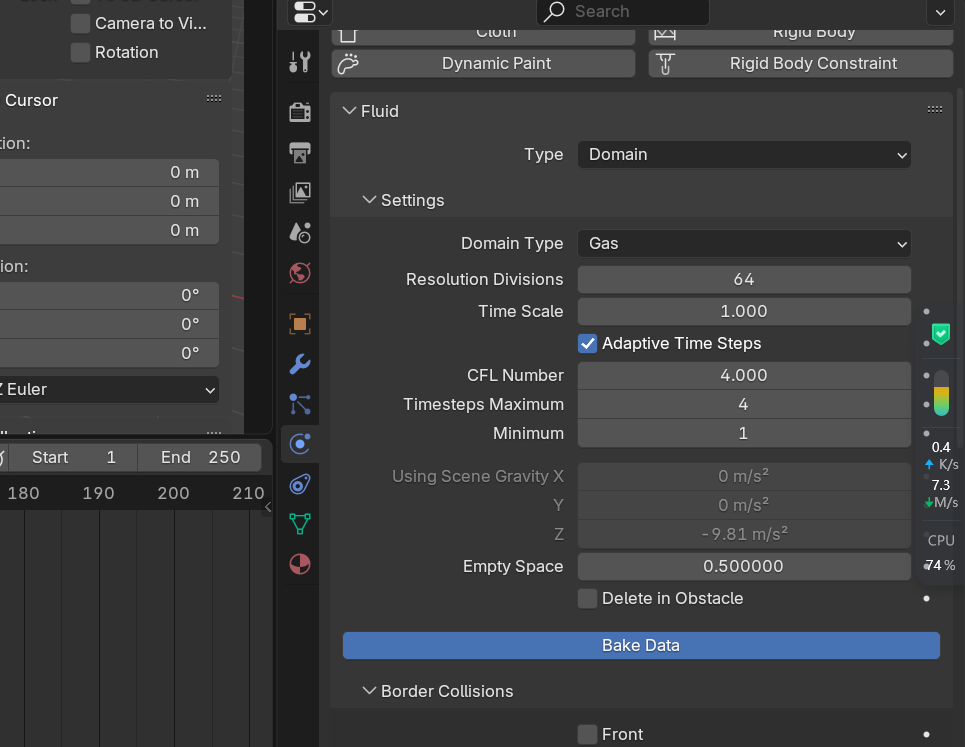 Camera to Vi...
Rotation
Cursor
tion:
0 m
0 m
0 m
tion:
0°
0°
0°
Z Euler
Start 1 End 250
180 190 200 210
Search
Cloth Rigid Body
Dynamic Paint Rigid Body Constraint
Fluid
Type Domain
Settings
Domain Type Gas
Resolution Divisions 64
Time Scale 1.000
Adaptive Time Steps
CFL Number 4.000
Timesteps Maximum 4
Minimum 1
Using Scene Gravity X 0 m/s²
Y 0 m/s²
Z -9.81 m/s²
Empty Space 0.500000
Delete in Obstacle
Bake Data
Border Collisions
Front
0.4
K/s
7.3
M/s
CPU
74 %